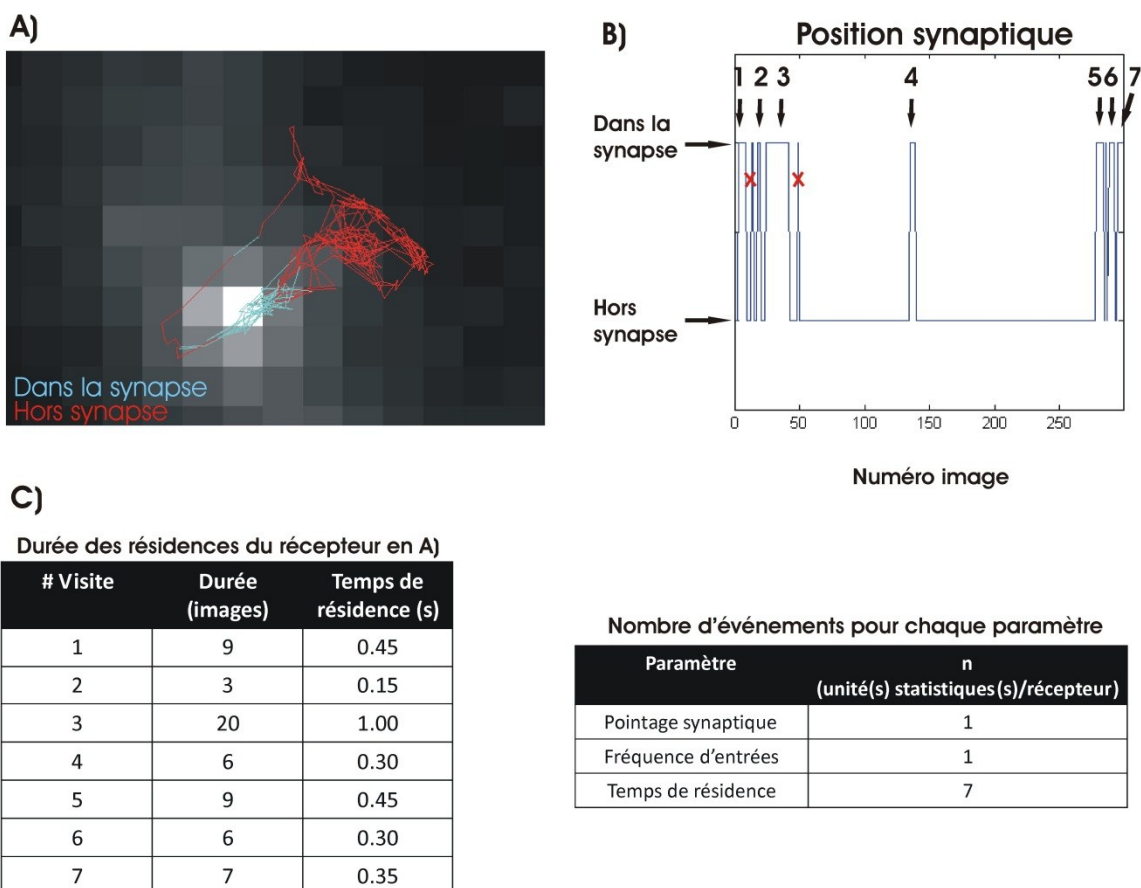 A)
Dans la synapse
Hors synapse
B)
Position synaptique
1 2 3 4 5 6 7
Dans la
synapse
x x
Hors
synapse
0 50 100 150 200 250
Numéro image
C)
Durée des résidences du récepteur en A)
# Visite Durée (images) Temps de résidence (s)
1 9 0.45
2 3 0.15
3 20 1.00
4 6 0.30
5 9 0.45
6 6 0.30
7 7 0.35
Nombre d'événements pour chaque paramètre
Paramètre n
(unité(s) statistiques(s)/récepteur)
Pointage synaptique 1
Fréquence d'entrées 1
Temps de résidence 7